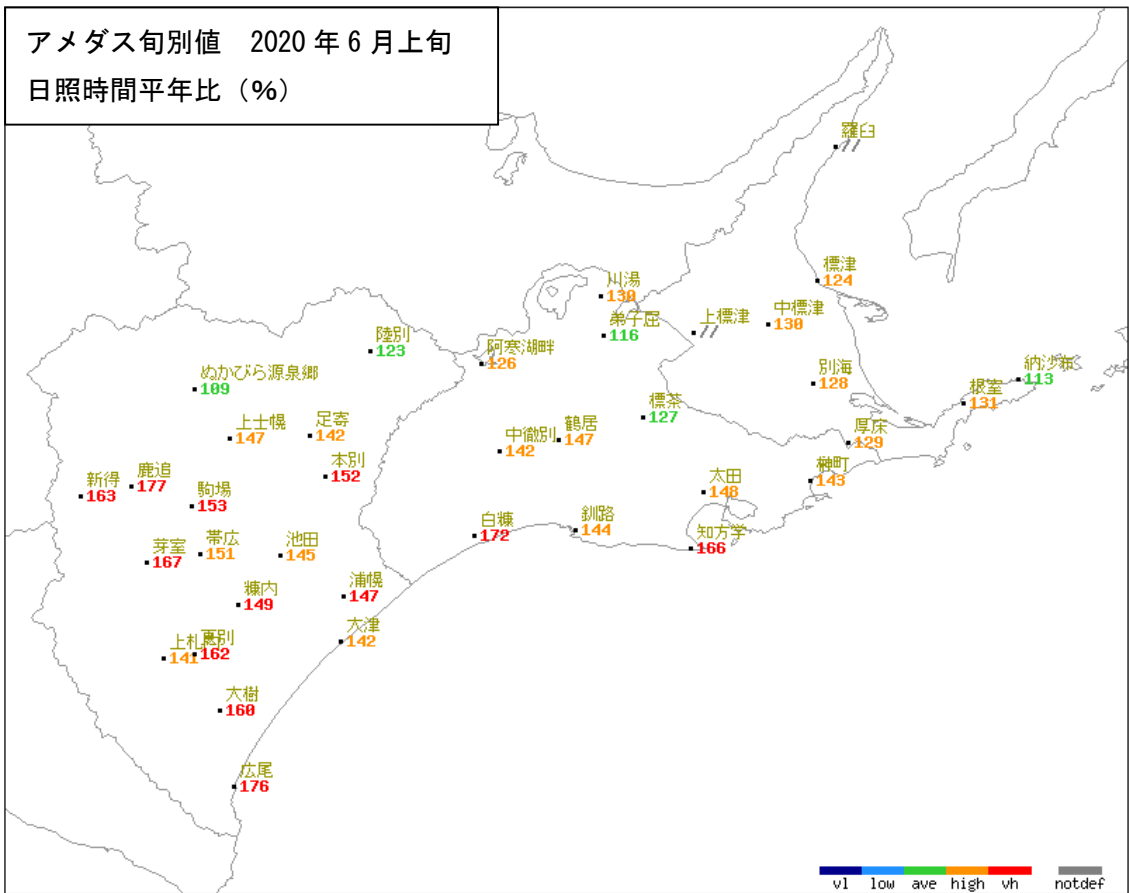 アメダス旬別値 2020年6月上旬
日照時間平年比（%）
羅臼
//
標津
124
川湯
130
中標津
130
上標津
//
弟子屈
116
陸別
123
阿寒湖畔
126
ぬかびら源泉郷
109
別海
128
納沙布
113
根室
131
標茶
127
上士幌
147
足寄
142
鶴居
147
中徹別
142
厚床
129
本別
152
榊町
143
鹿追
177
新得
163
太田
148
駒場
153
釧路
144
白糠
172
知方学
166
帯広
151
池田
145
芽室
167
浦幌
147
糠内
149
大津
142
上札
141
更別
162
大樹
160
広尾
176
vl low ave high vh notdef